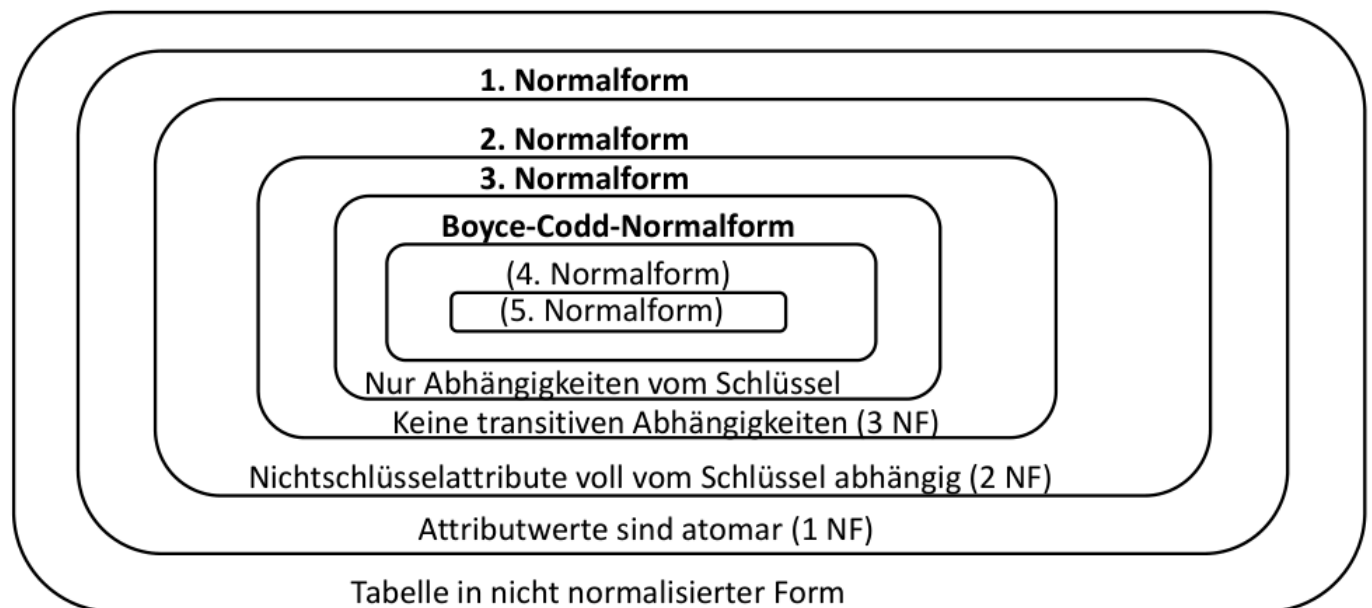 1. Normalform
2. Normalform
3. Normalform
Boyce-Codd-Normalform
(4. Normalform)
(5. Normalform)
Nur Abhängigkeiten vom Schlüssel
Keine transitiven Abhängigkeiten (3 NF)
Nichtschlüsselattribute voll vom Schlüssel abhängig (2 NF)
Attributwerte sind atomar (1 NF)
Tabelle in nicht normalisierter Form